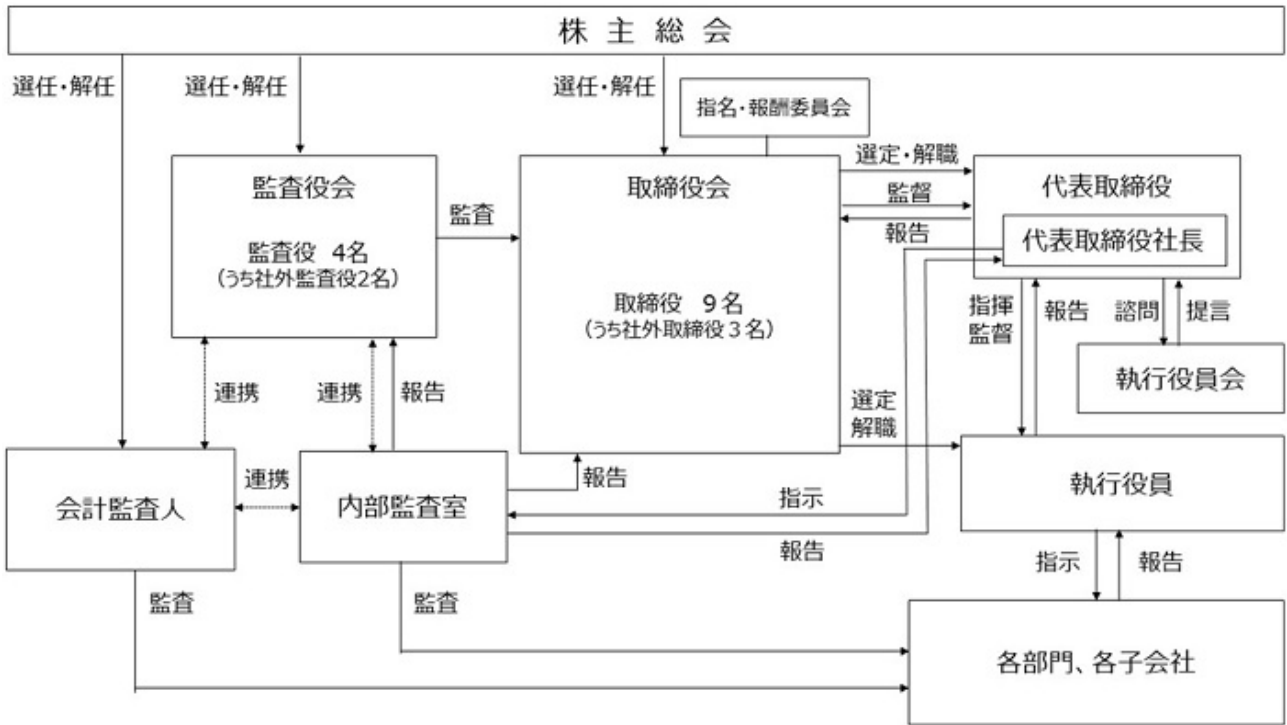 株主総会
選任・解任
選任・解任
選任・解任
指名・報酬委員会
監査役会
監査役 4名
(うち社外監査役2名)
監査
取締役会
取締役 9名
(うち社外取締役3名)
選定・解職
監督
報告
代表取締役
代表取締役社長
指揮
監督
報告
諮問
提言
執行役員会
連携
連携
報告
選定
解職
会計監査人
連携
内部監査室
報告
指示
報告
執行役員
監査
監査
指示
報告
各部門、各子会社